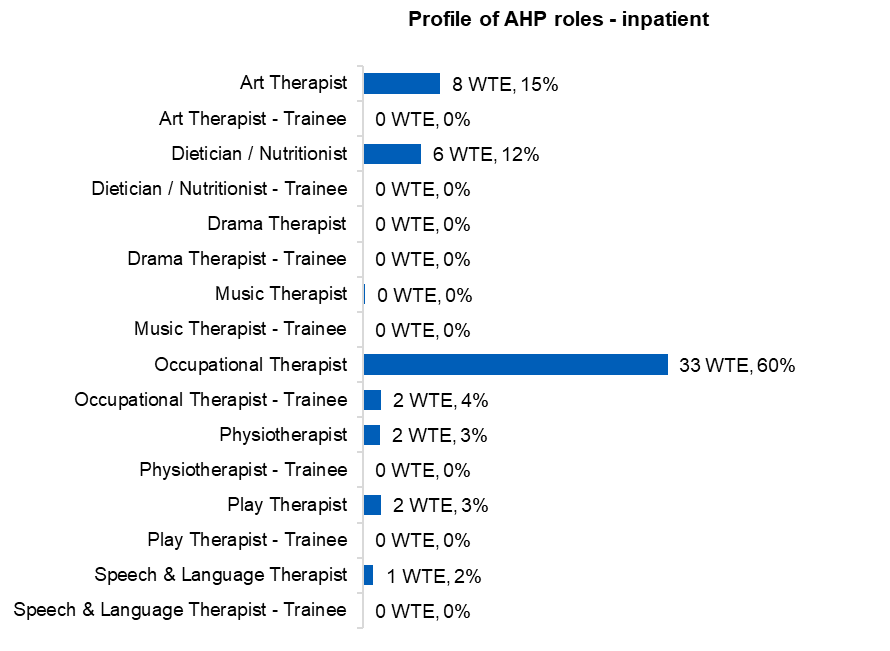 Profile of AHP roles - inpatient
Art Therapist 8 WTE, 15%
Art Therapist - Trainee 0 WTE, 0%
Dietician / Nutritionist 6 WTE, 12%
Dietician / Nutritionist - Trainee 0 WTE, 0%
Drama Therapist 0 WTE, 0%
Drama Therapist - Trainee 0 WTE, 0%
Music Therapist 0 WTE, 0%
Music Therapist - Trainee 0 WTE, 0%
Occupational Therapist 33 WTE, 60%
Occupational Therapist - Trainee 2 WTE, 4%
Physiotherapist 2 WTE, 3%
Physiotherapist - Trainee 0 WTE, 0%
Play Therapist 2 WTE, 3%
Play Therapist - Trainee 0 WTE, 0%
Speech & Language Therapist 1 WTE, 2%
Speech & Language Therapist - Trainee 0 WTE, 0%